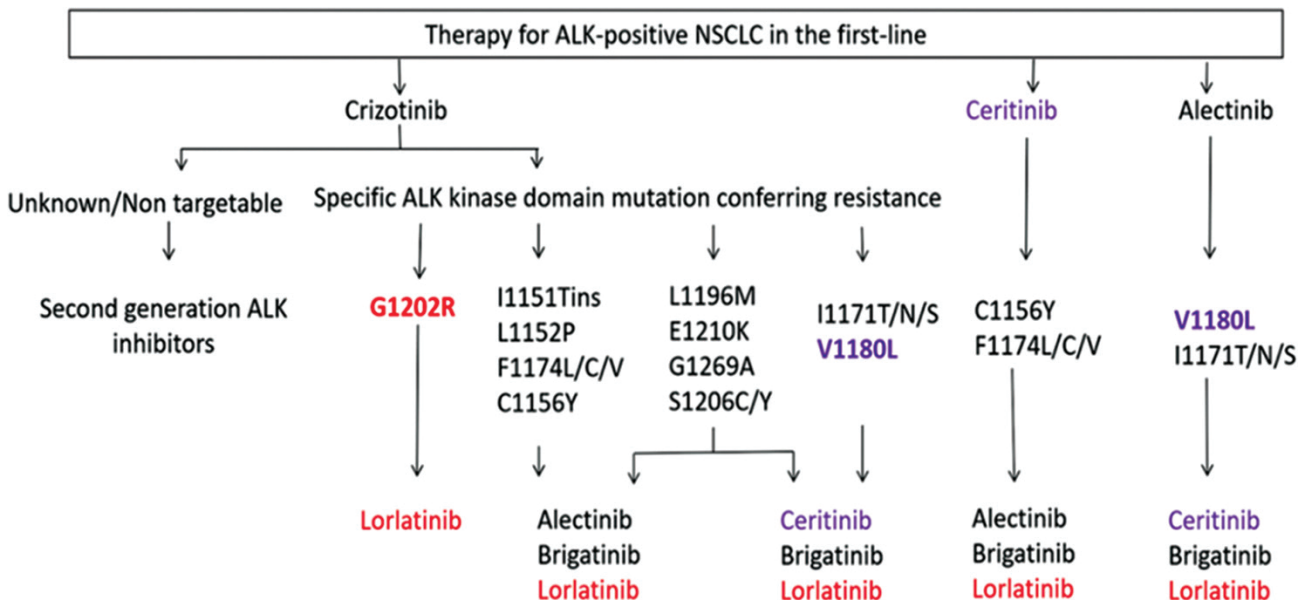 Therapy for ALK-positive NSCLC in the first-line
Crizotinib
Ceritinib
Alectinib
Unknown/Non targetable
Specific ALK kinase domain mutation conferring resistance
Second generation ALK
inhibitors
G1202R
I1151Tins
L1152P
F1174L/C/V
C1156Y
L1196M
E1210K
G1269A
S1206C/Y
I1171T/N/S
V1180L
C1156Y
F1174L/C/V
V1180L
I1171T/N/S
Lorlatinib
Alectinib
Brigatinib
Lorlatinib
Ceritinib
Brigatinib
Lorlatinib
Alectinib
Brigatinib
Lorlatinib
Ceritinib
Brigatinib
Lorlatinib